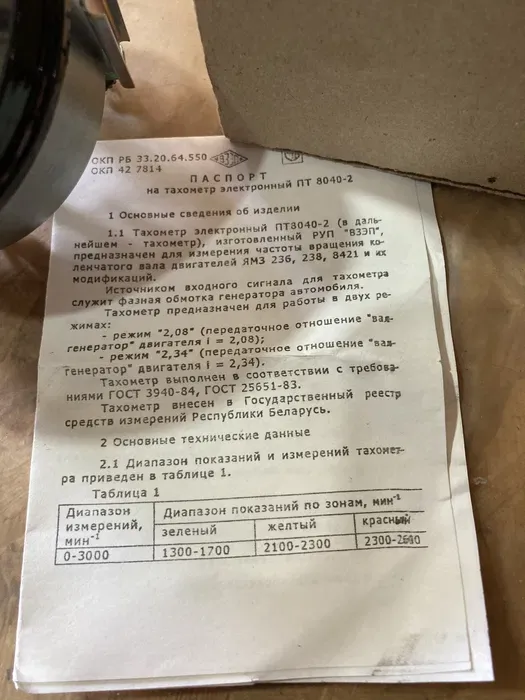 ОКП РБ 33.20.64.550
ОКП 42 7814
ПАСПОРТ
на тахометр электронный ПТ 8040-2
1 Основные сведения об изделии
1.1 Тахометр электронный ПТ8040-2 (в даль-
нейшем - тахометр), изготовленный РУП "ВЗЭП",
предназначен для измерения частоты вращения ко-
ленчатого вала двигателей ЯМЗ 236, 238, 8421 и их
модификаций.
Источником входного сигнала для тахометра
служит фазная обмотка генератора автомобиля.
Тахометр предназначен для работы в двух ре-
жимах:
- режим "2,08" (передаточное отношение "вал-
генератор" двигателя i = 2,08);
- режим "2,34" (передаточное отношение "вал-
генератор" двигателя i = 2,34).
Тахометр выполнен в соответствии с требова-
ниями ГОСТ 3940-84, ГОСТ 25651-83.
Тахометр внесен в Государственный реестр
средств измерений Республики Беларусь.
2 Основные технические данные
2.1 Диапазон показаний и измерений тахомет-
ра приведен в таблице 1.
Таблица 1
Диапазон измерений, мин-1 Диапазон показаний по зонам, мин-1
зеленый желтый красный
0-3000 1300-1700 2100-2300 2300-